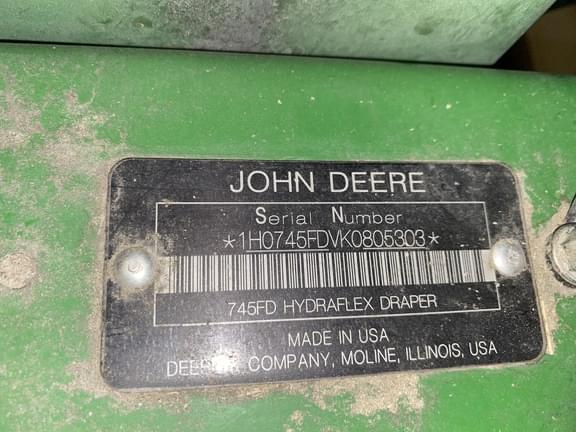 JOHN DEERE
Serial Number
*1H0745FDVK0805303*
745FD HYDRAFLEX DRAPER
MADE IN USA
COMPANY, MOLINE, ILLINOIS, USA